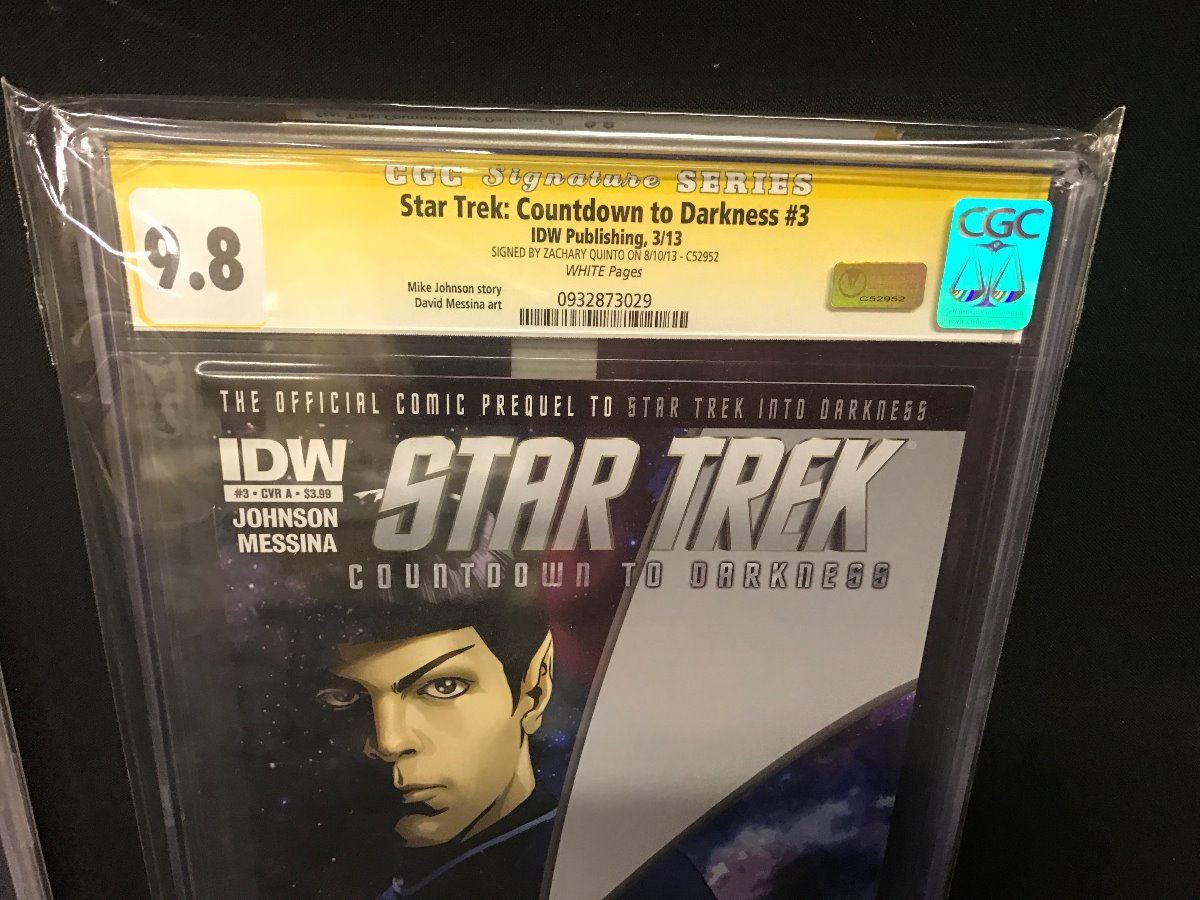 CGC Signature SERIES
Star Trek: Countdown to Darkness #3
IDW Publishing, 3/13
SIGNED BY ZACHARY QUINTO ON 8/10/13 - C52952
WHITE Pages
9.8
Mike Johnson story
David Messina art
0932873029
C52952
CGC
THE OFFICIAL COMIC PREQUEL TO STAR TREK INTO DARKNESS
IDW
#3 • CVR A • $3.99
JOHNSON
MESSINA
STAR TREK
COUNTDOWN TO DARKNESS